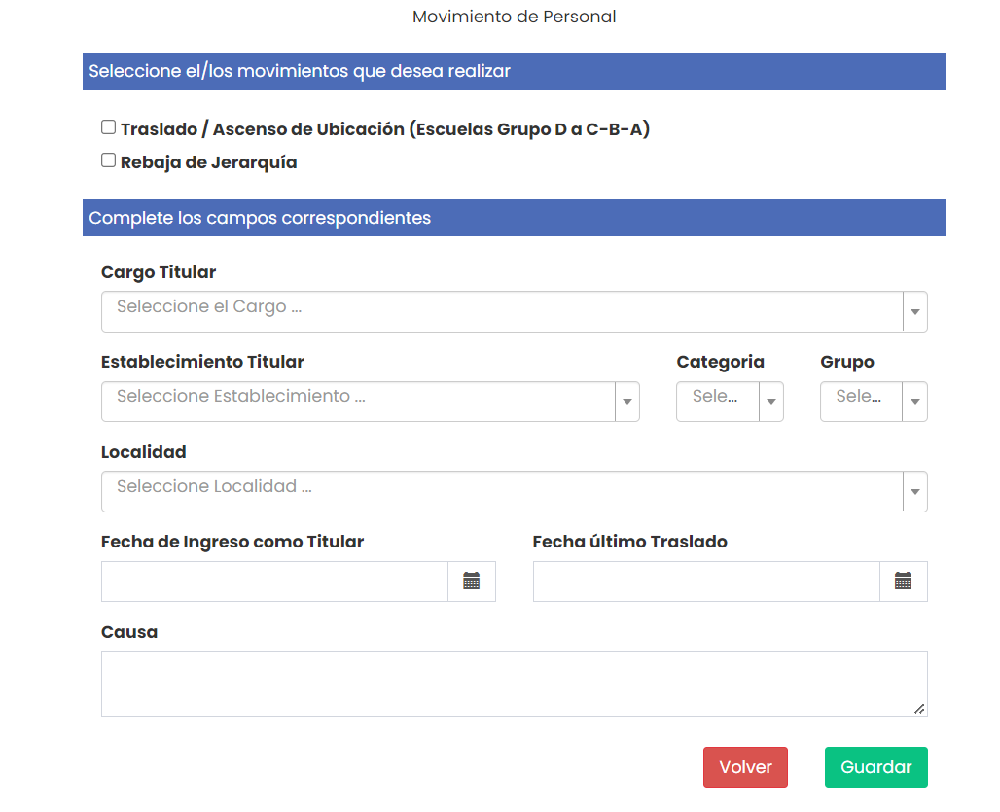 Movimiento de Personal
Seleccione el/los movimientos que desea realizar
Traslado / Ascenso de Ubicación (Escuelas Grupo D a C-B-A)
Rebaja de Jerarquía
Complete los campos correspondientes
Cargo Titular
Seleccione el Cargo ...
Establecimiento Titular Categoria Grupo
Seleccione Establecimiento ... Sele... Sele...
Localidad
Seleccione Localidad ...
Fecha de Ingreso como Titular Fecha último Traslado
Causa
Volver Guardar